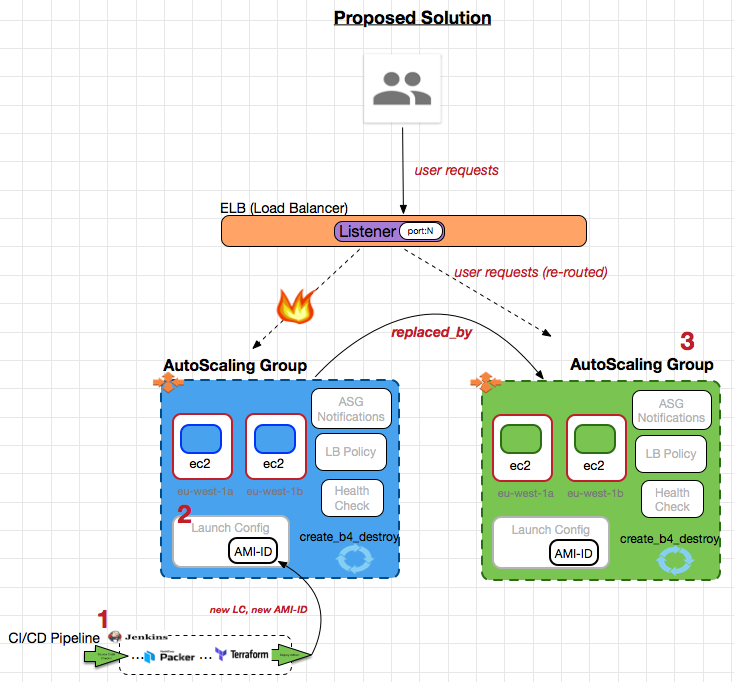 Proposed Solution
user requests
ELB (Load Balancer)
Listener
port:N
user requests (re-routed)
replaced_by
3
AutoScaling Group
AutoScaling Group
ASG
Notifications
LB Policy
Health
Check
ec2
ec2
eu-west-1a
eu-west-1b
2
Launch Config
AMI-ID
create_b4_destroy
ASG
Notifications
LB Policy
Health
Check
ec2
ec2
eu-west-1a
eu-west-1b
Launch Config
AMI-ID
create_b4_destroy
new LC, new AMI-ID
1
CI/CD Pipeline
Jenkins
... Packer ... Terraform